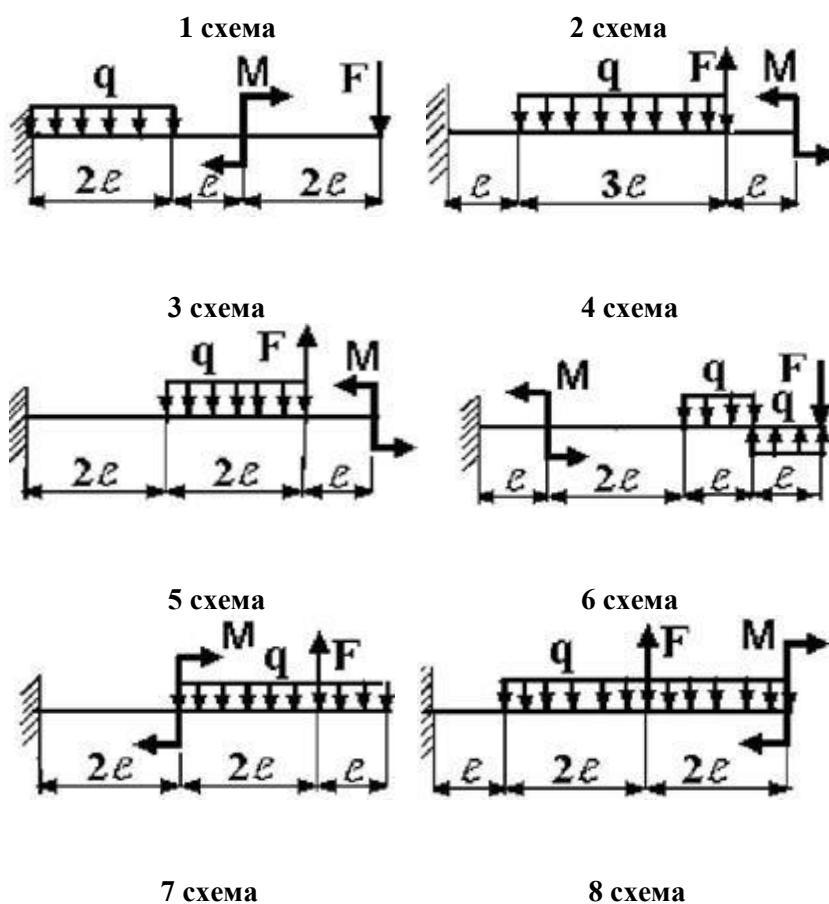 1 схема
2 схема
q M F
2ℓ ℓ 2ℓ
q F M
ℓ 3ℓ ℓ
3 схема
4 схема
q F M
2ℓ 2ℓ ℓ
M q F
q
ℓ 2ℓ ℓ ℓ
5 схема
6 схема
M q F
2ℓ 2ℓ ℓ
q F M
ℓ 2ℓ 2ℓ
7 схема
8 схема